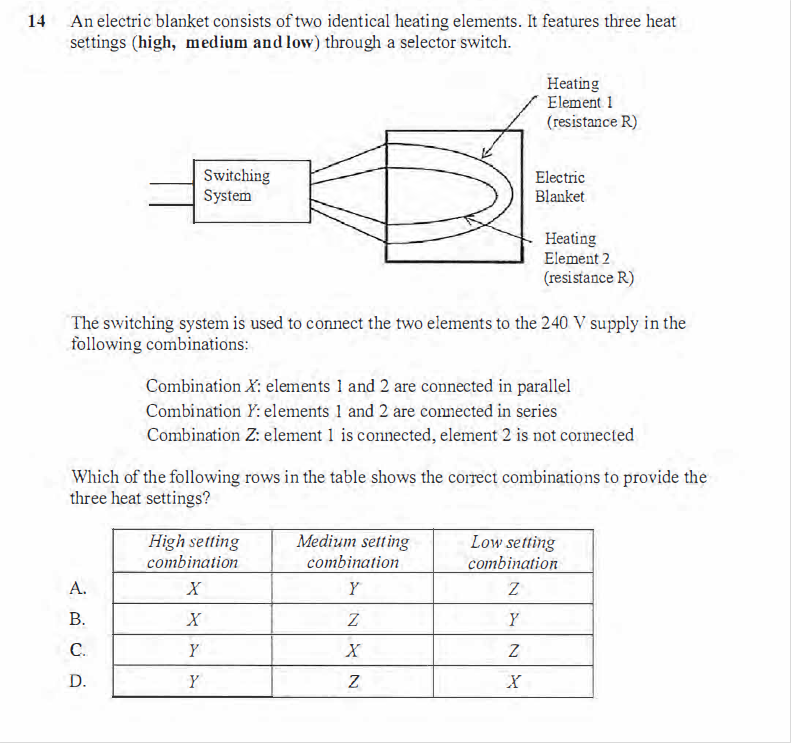 14 An electric blanket consists of two identical heating elements. It features three heat
settings (high, medium and low) through a selector switch.
Heating
Element 1
(resistance R)
Switching
System
Electric
Blanket
Heating
Element 2
(resistance R)
The switching system is used to connect the two elements to the 240 V supply in the
following combinations:
Combination X: elements 1 and 2 are connected in parallel
Combination Y: elements 1 and 2 are connected in series
Combination Z: element 1 is connected, element 2 is not connected
Which of the following rows in the table shows the correct combinations to provide the
three heat settings?
High setting Medium setting Low setting
combination combination combination
A. X Y Z
B. X Z Y
C. Y X Z
D. Y Z X